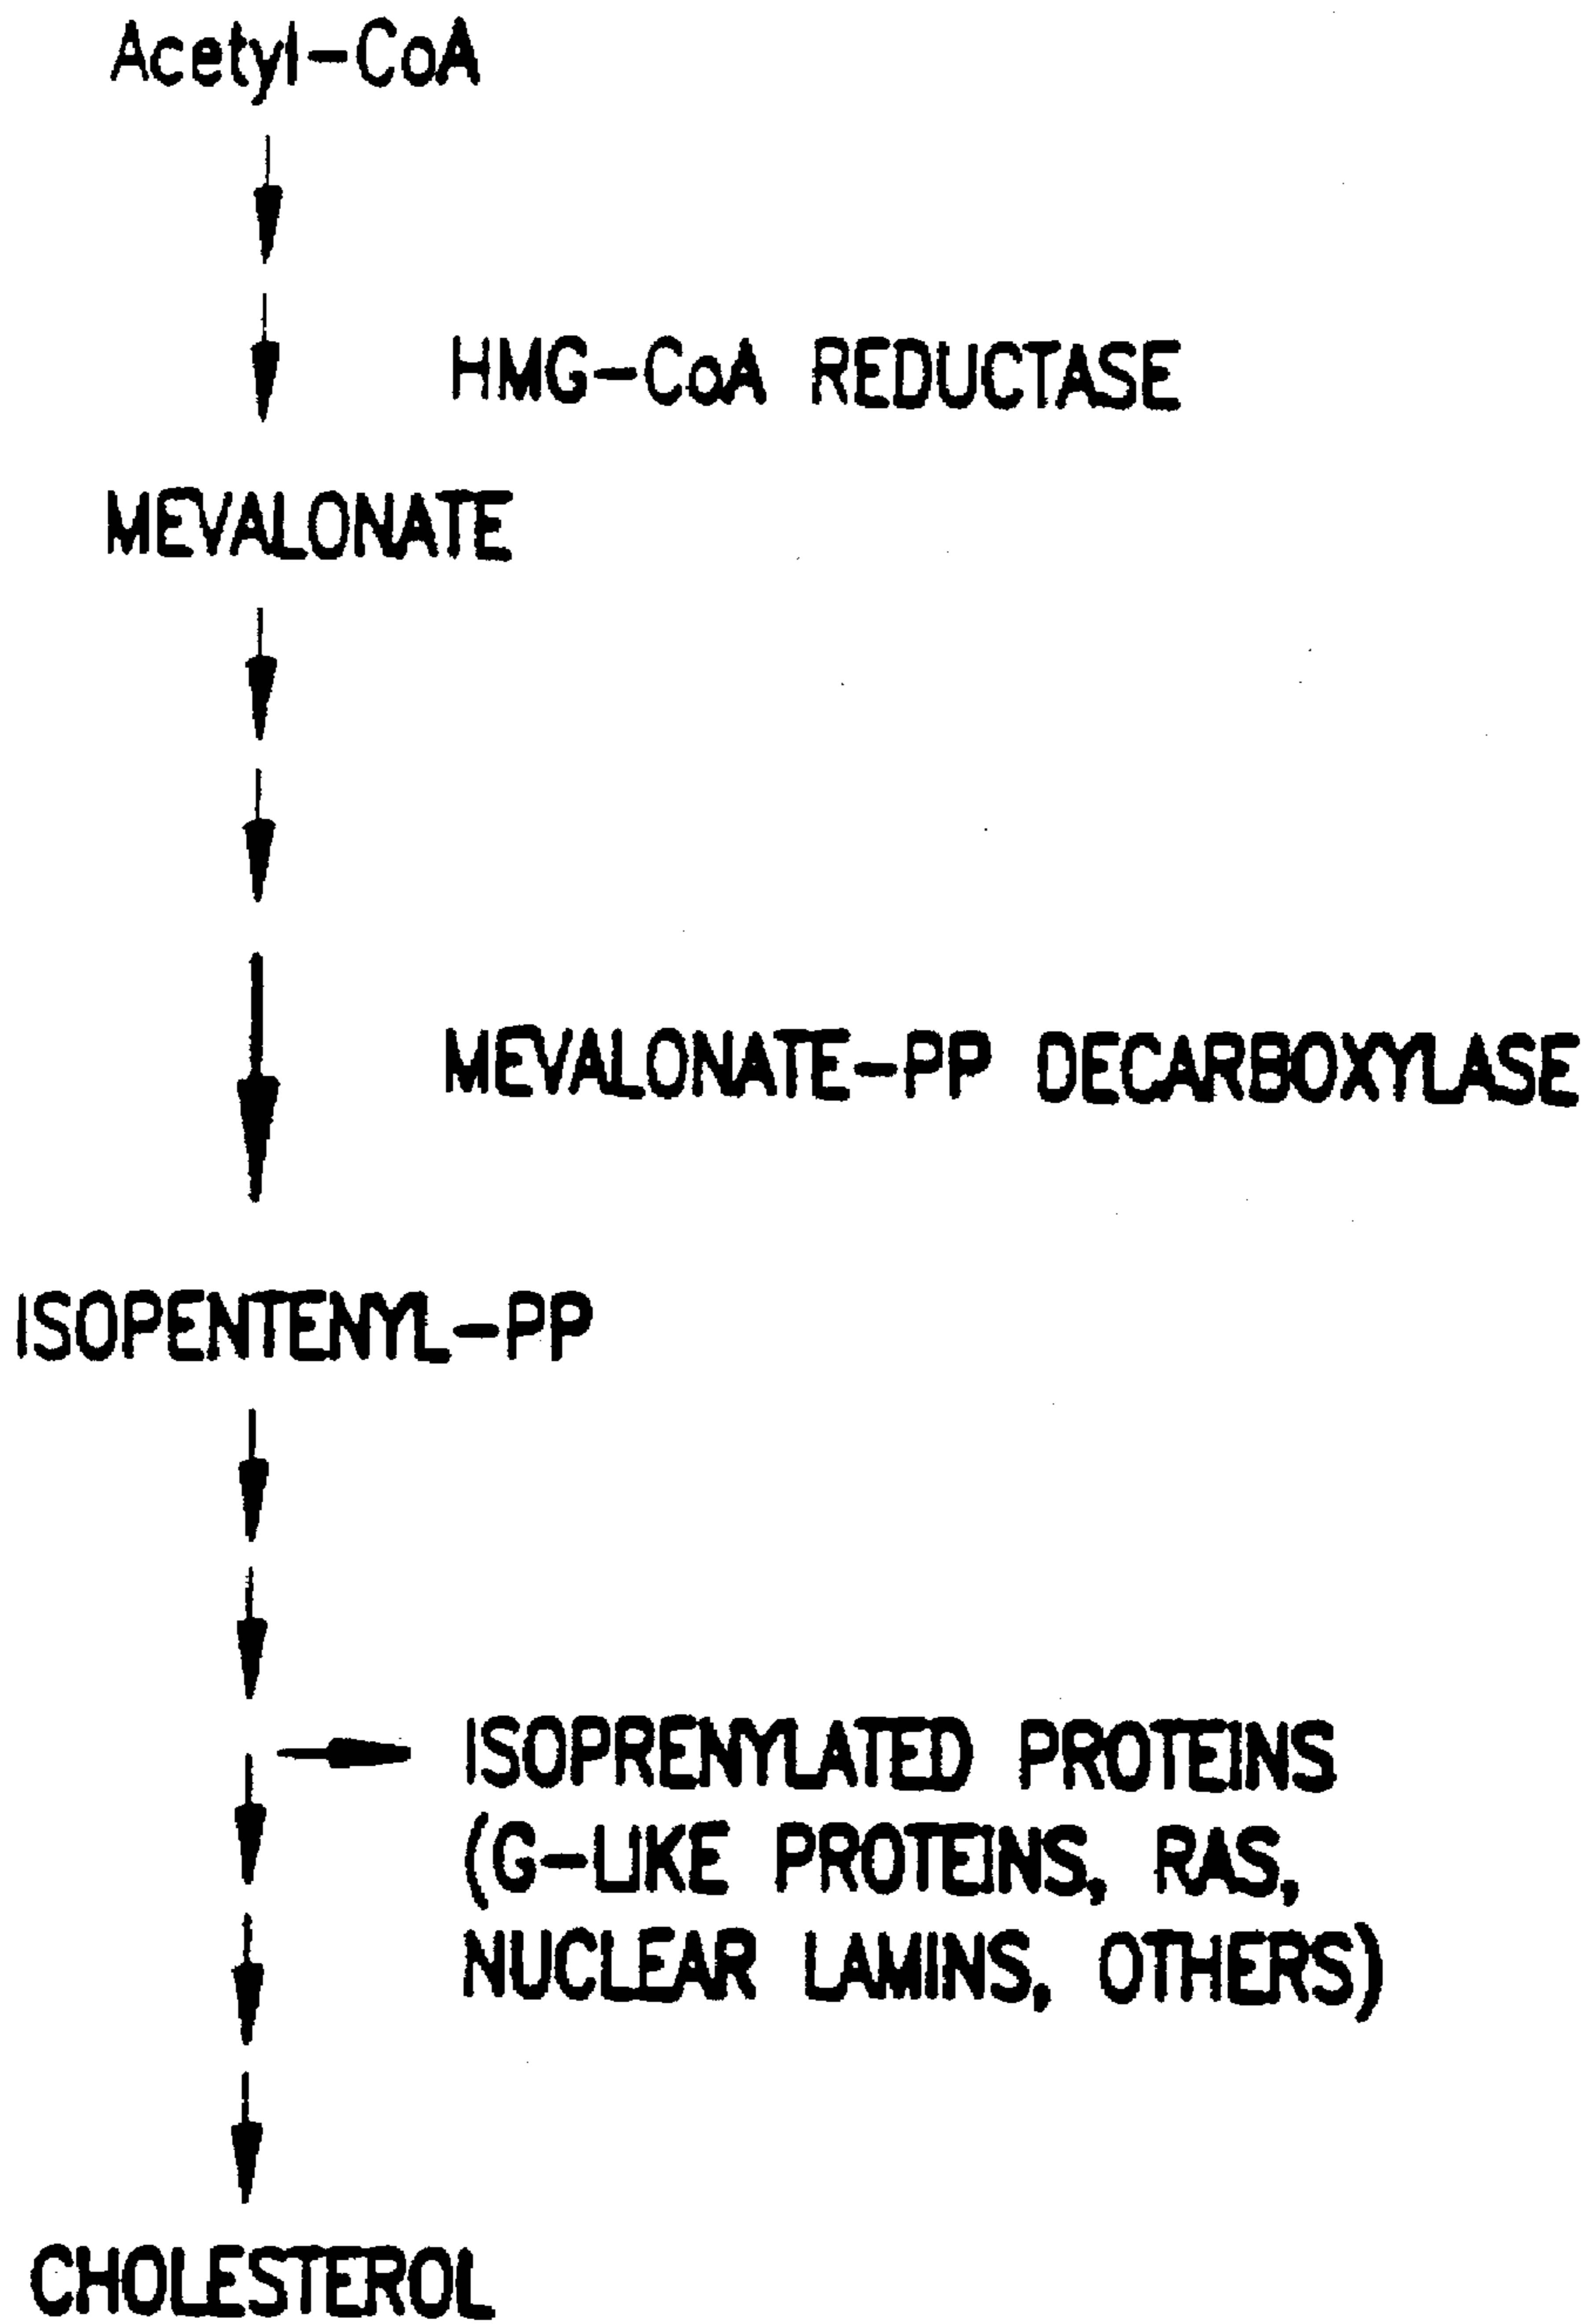 Acetyl-CoA
HMG-CoA REDUCTASE
MEVALONATE
MEVALONATE-PP DECARBOXYLASE
ISOPENTENYL-PP
ISOPRENYLATED PROTEINS
(G-LIKE PROTEINS, RAS,
NUCLEAR LAMINS, OTHERS)
CHOLESTEROL